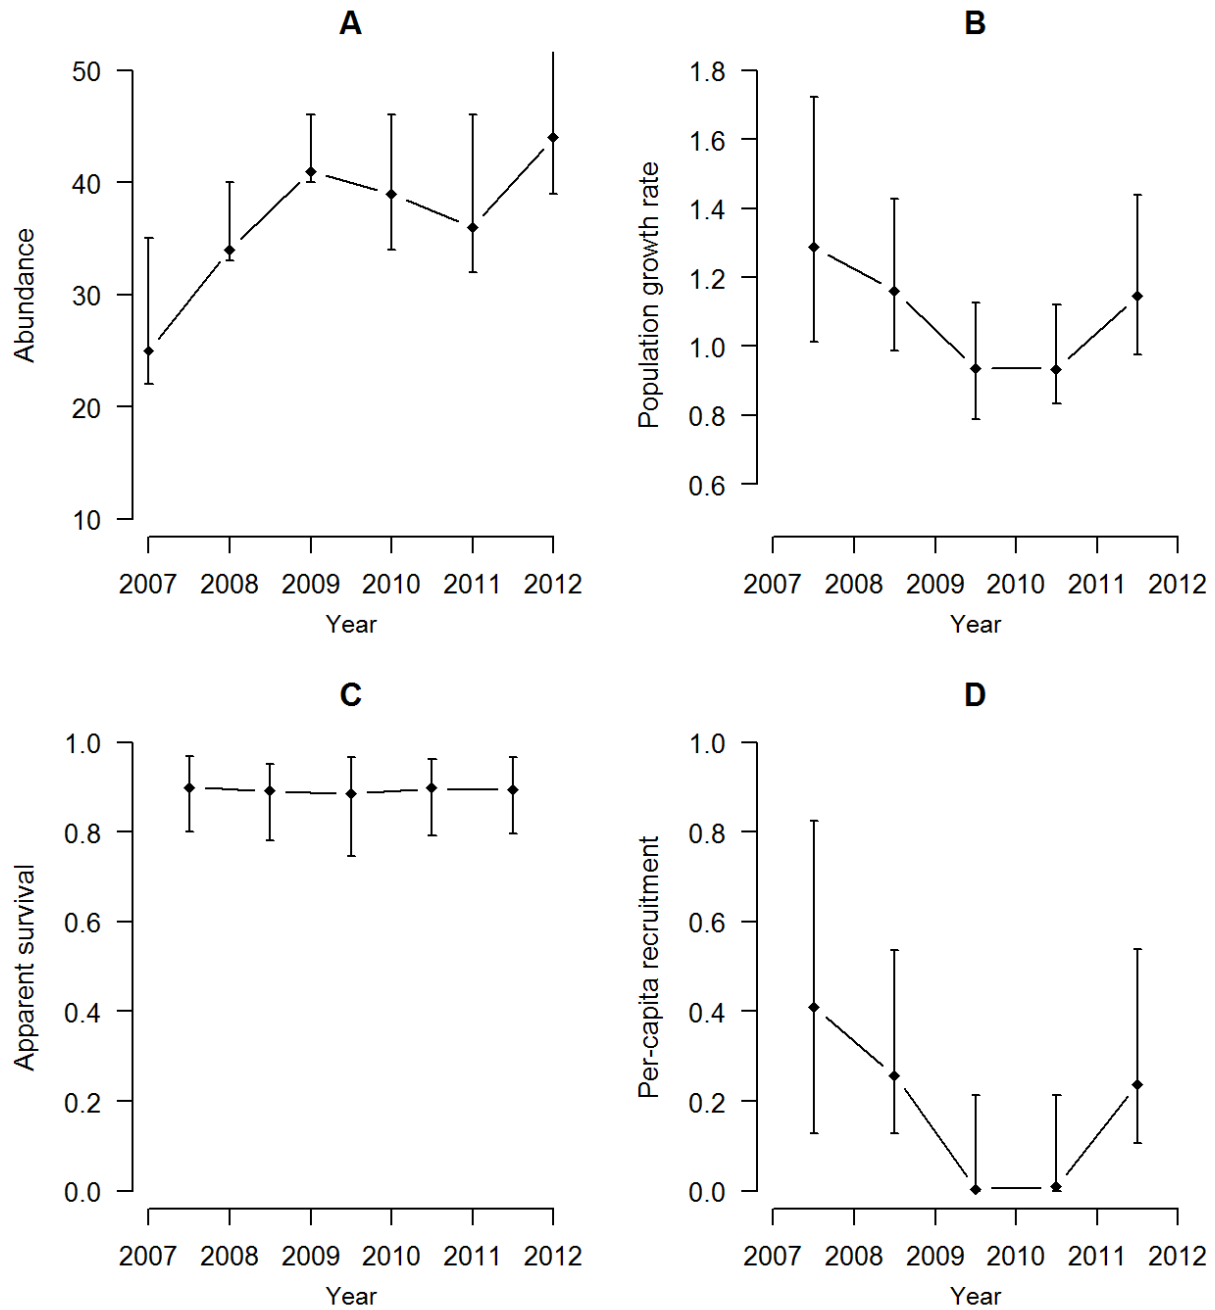 A
50
40
30
20
10
Abundance
2007 2008 2009 2010 2011 2012
Year
B
1.8
1.6
1.4
1.2
1.0
0.8
0.6
Population growth rate
2007 2008 2009 2010 2011 2012
Year
C
1.0
0.8
0.6
0.4
0.2
0.0
Apparent survival
2007 2008 2009 2010 2011 2012
Year
D
1.0
0.8
0.6
0.4
0.2
0.0
Per-capita recruitment
2007 2008 2009 2010 2011 2012
Year